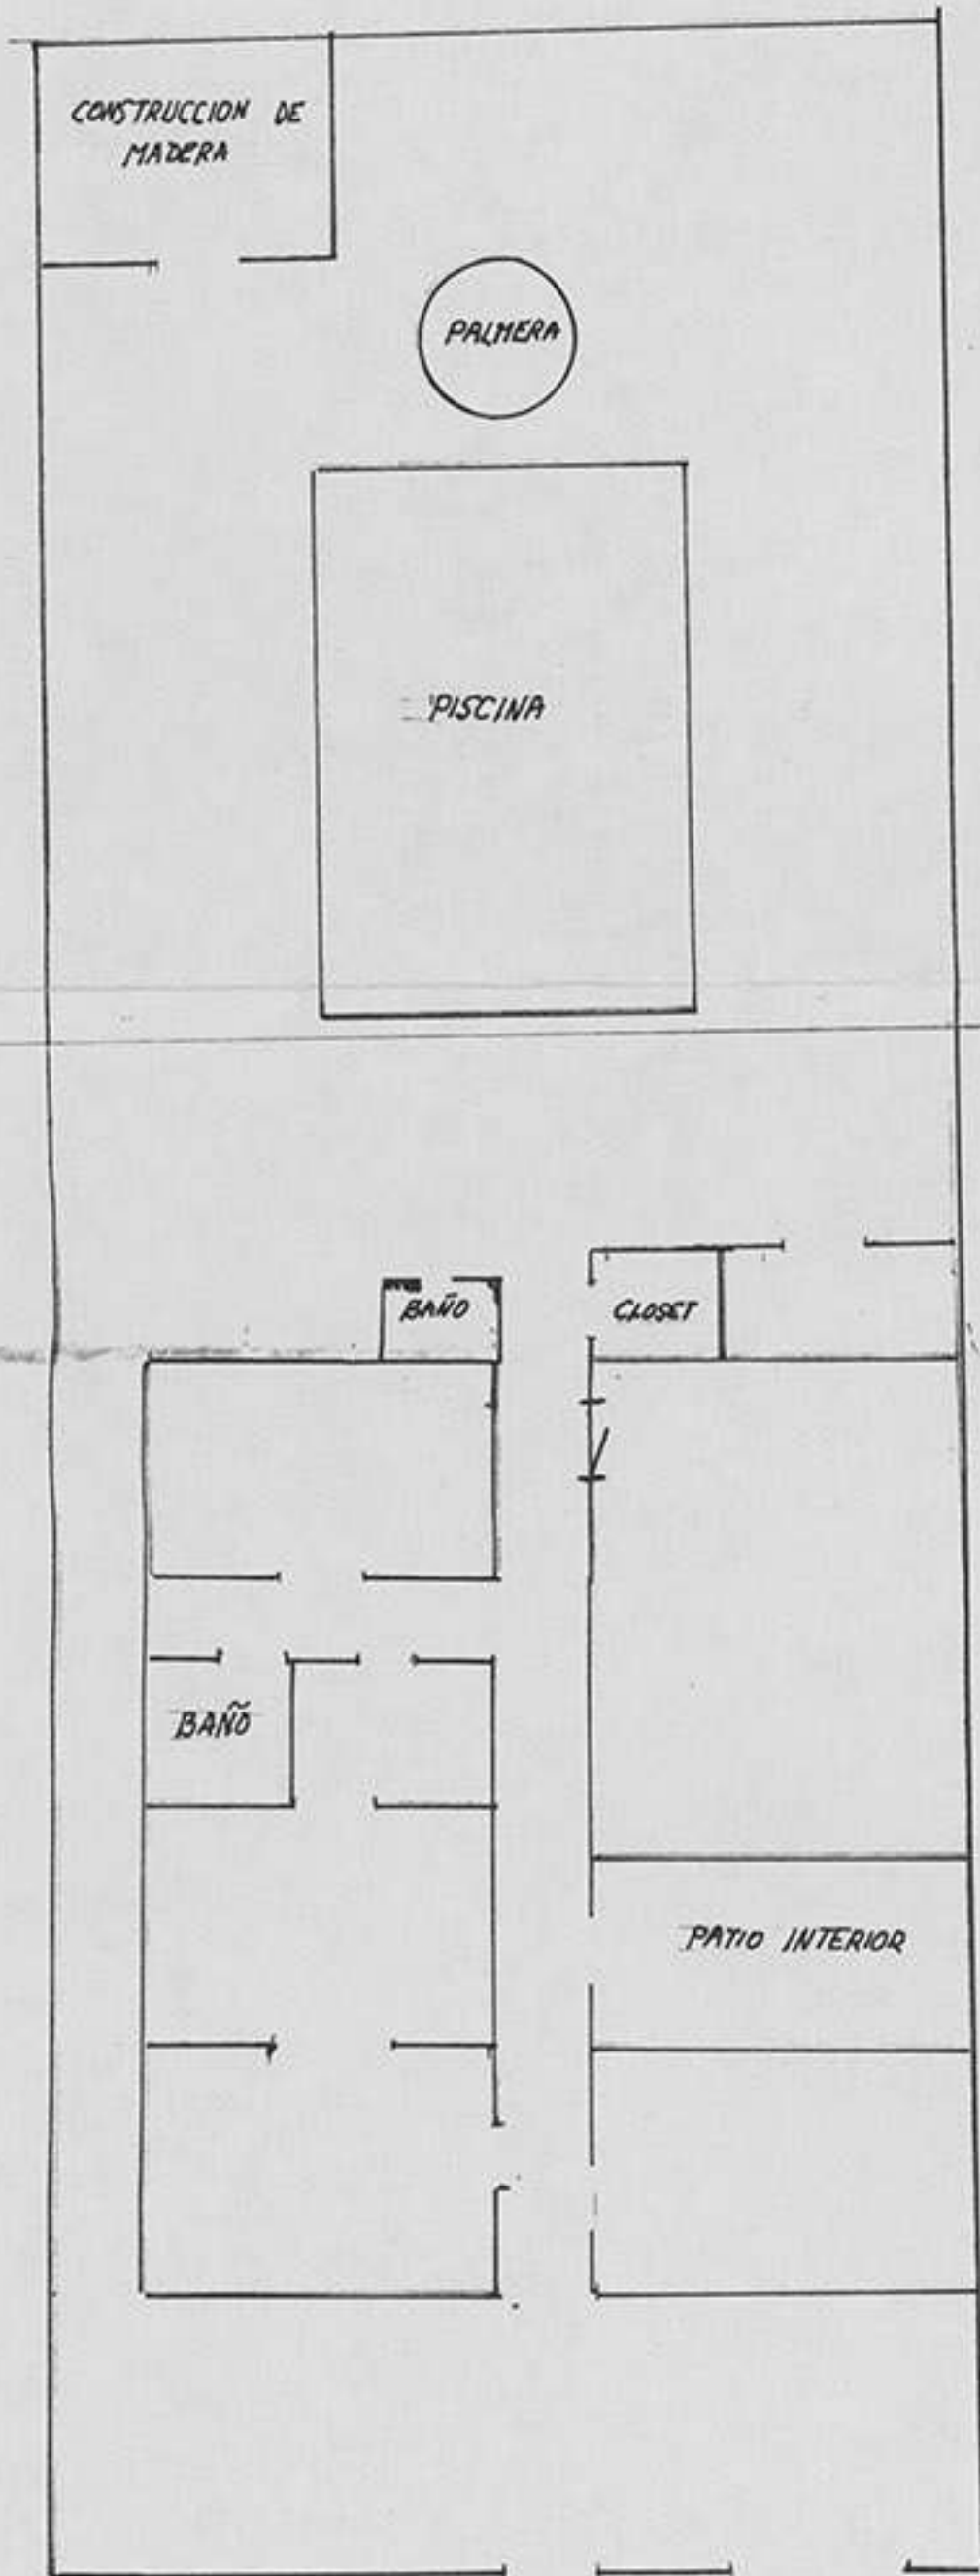 CONSTRUCCION DE
MADERA
PALMERA
PISCINA
BAÑO
CLOSET
BAÑO
PATIO INTERIOR